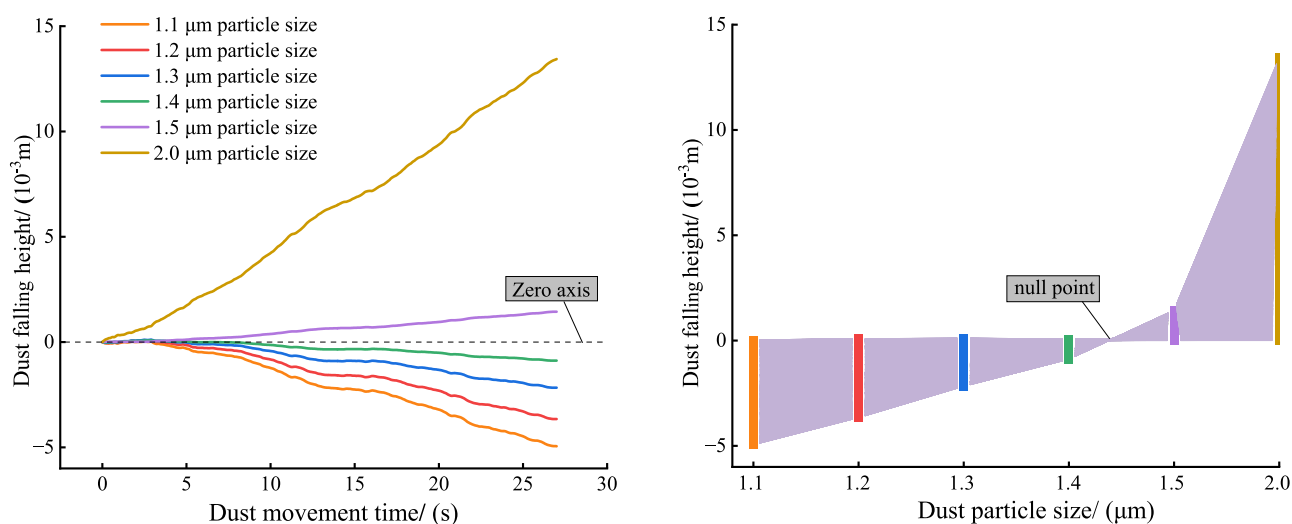 15
10
5
0
−5
Dust falling height/ (10⁻³m)
1.1 μm particle size
1.2 μm particle size
1.3 μm particle size
1.4 μm particle size
1.5 μm particle size
2.0 μm particle size
Zero axis
0 5 10 15 20 25 30
Dust movement time/ (s)
15
10
5
0
−5
Dust falling height/ (10⁻³m)
null point
1.1 1.2 1.3 1.4 1.5 2.0
Dust particle size/ (μm)